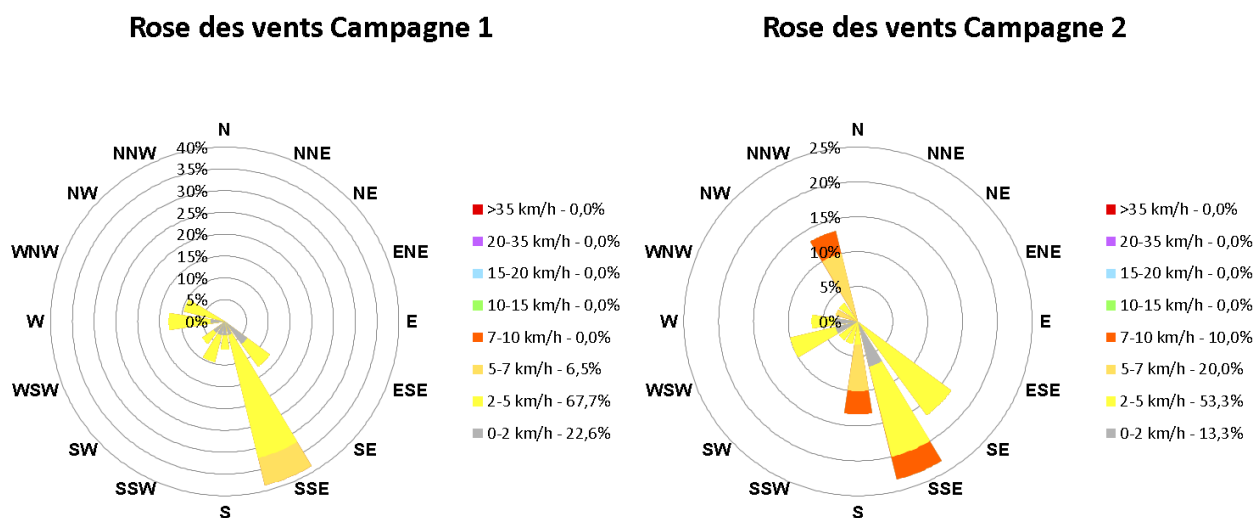 Rose des vents Campagne 1
N
NNW
NNE
NW
NE
WNW
ENE
W
E
WSW
ESE
SW
SE
SSW
SSE
S
40%
35%
30%
25%
20%
15%
10%
5%
0%
>35 km/h - 0,0%
20-35 km/h - 0,0%
15-20 km/h - 0,0%
10-15 km/h - 0,0%
7-10 km/h - 0,0%
5-7 km/h - 6,5%
2-5 km/h - 67,7%
0-2 km/h - 22,6%
Rose des vents Campagne 2
N
NNW
NNE
NW
NE
WNW
ENE
W
E
WSW
ESE
SW
SE
SSW
SSE
S
25%
20%
15%
10%
5%
0%
>35 km/h - 0,0%
20-35 km/h - 0,0%
15-20 km/h - 0,0%
10-15 km/h - 0,0%
7-10 km/h - 10,0%
5-7 km/h - 20,0%
2-5 km/h - 53,3%
0-2 km/h - 13,3%